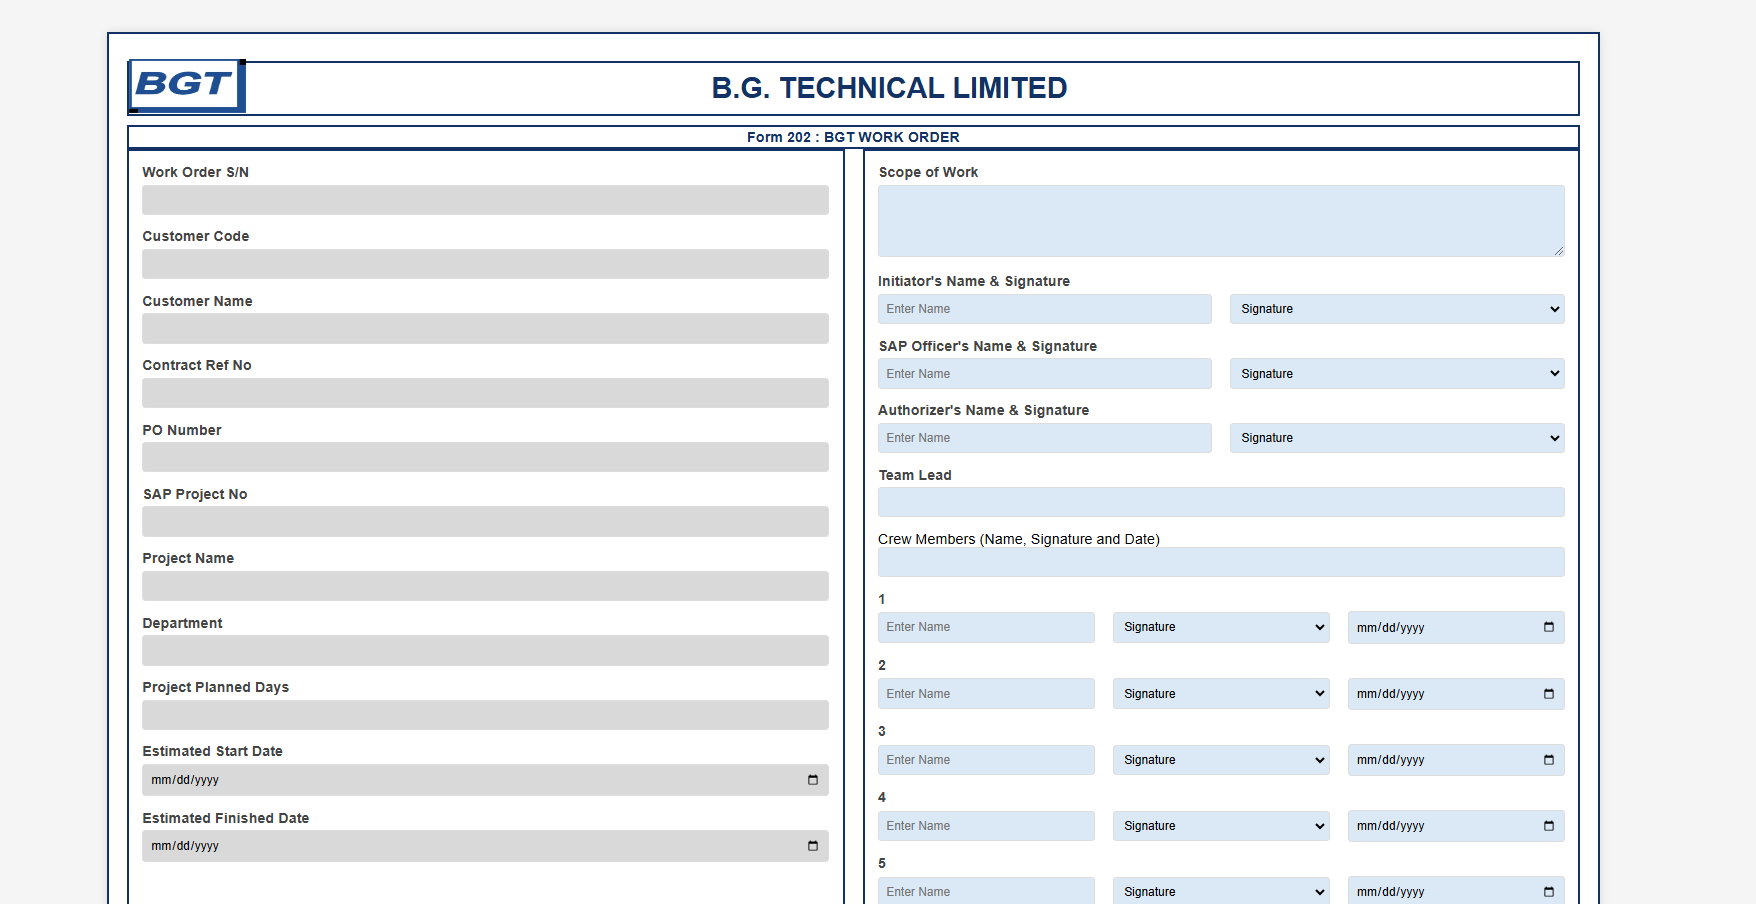 BGT
B.G. TECHNICAL LIMITED
Form 202 : BGT WORK ORDER
Work Order S/N
Customer Code
Customer Name
Contract Ref No
PO Number
SAP Project No
Project Name
Department
Project Planned Days
Estimated Start Date
mm/dd/yyyy
Estimated Finished Date
mm/dd/yyyy
Scope of Work
Initiator's Name & Signature
Enter Name Signature
SAP Officer's Name & Signature
Enter Name Signature
Authorizer's Name & Signature
Enter Name Signature
Team Lead
Crew Members (Name, Signature and Date)
1
Enter Name Signature mm/dd/yyyy
2
Enter Name Signature mm/dd/yyyy
3
Enter Name Signature mm/dd/yyyy
4
Enter Name Signature mm/dd/yyyy
5
Enter Name Signature mm/dd/yyyy